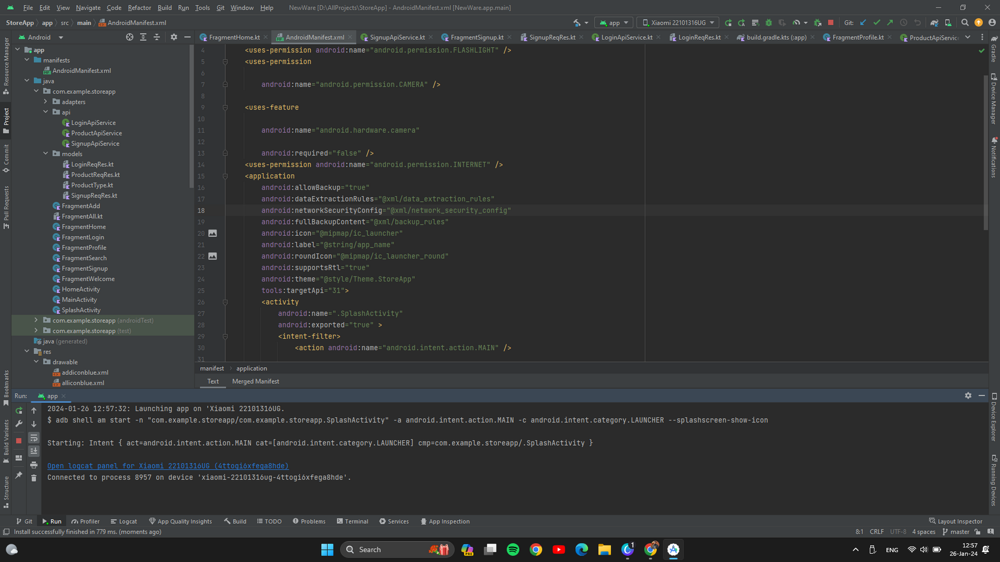 File Edit View Navigate Code Refactor Build Run Tools Git Window Help NewWare [D:\AllProjects\StoreApp] - AndroidManifest.xml [NewWare.app.main]
StoreApp app src main AndroidManifest.xml
app Xiaomi 22101316UG Git:
Android
FragmentHome.kt AndroidManifest.xml SignupApiService.kt FragmentSignup.kt SignupReqRes.kt LoginApiService.kt LoginReqRes.kt build.gradle.kts (:app) FragmentProfile.kt ProductApiService
Resource Manager
Project
Commit
Pull Requests
Bookmarks
Build Variants
Structure
app
manifests
AndroidManifest.xml
java
com.example.storeapp
adapters
api
LoginApiService
ProductApiService
SignupApiService
models
LoginReqRes.kt
ProductReqRes.kt
ProductType.kt
SignupReqRes.kt
FragmentAdd
FragmentAll.kt
FragmentHome
FragmentLogin
FragmentProfile
FragmentSearch
FragmentSignup
FragmentWelcome
HomeActivity
MainActivity
SplashActivity
com.example.storeapp (androidTest)
com.example.storeapp (test)
java (generated)
res
drawable
addiconblue.xml
alliconblue.xml
4 <uses-permission android:name="android.permission.FLASHLIGHT" />
5 <uses-permission
6
7 android:name="android.permission.CAMERA" />
8
9 <uses-feature
10
11 android:name="android.hardware.camera"
12
13 android:required="false" />
14 <uses-permission android:name="android.permission.INTERNET" />
15 <application
16 android:allowBackup="true"
17 android:dataExtractionRules="@xml/data_extraction_rules"
18 android:networkSecurityConfig="@xml/network_security_config"
19 android:fullBackupContent="@xml/backup_rules"
20 android:icon="@mipmap/ic_launcher"
21 android:label="@string/app_name"
22 android:roundIcon="@mipmap/ic_launcher_round"
23 android:supportsRtl="true"
24 android:theme="@style/Theme.StoreApp"
25 tools:targetApi="31">
26 <activity
27 android:name=".SplashActivity"
28 android:exported="true" >
29 <intent-filter>
30 <action android:name="android.intent.action.MAIN" />
31
manifest application
Text Merged Manifest
Gradle
Device Manager
Notifications
Device Explorer
Running Devices
Run: app
2024-01-26 12:57:32: Launching app on 'Xiaomi 22101316UG.
$ adb shell am start -n "com.example.storeapp/com.example.storeapp.SplashActivity" -a android.intent.action.MAIN -c android.intent.category.LAUNCHER --splashscreen-show-icon
Starting: Intent { act=android.intent.action.MAIN cat=[android.intent.category.LAUNCHER] cmp=com.example.storeapp/.SplashActivity }
Open logcat panel for Xiaomi 22101316UG (4ttogi6xfega8hde)
Connected to process 8957 on device 'xiaomi-22101316ug-4ttogi6xfega8hde'.
Git Run Profiler Logcat App Quality Insights Build TODO Problems Terminal Services App Inspection Layout Inspector
Install successfully finished in 779 ms. (moments ago) 8:1 CRLF UTF-8 4 spaces master
Search PRE 1 ENG 12:57
26-Jan-24